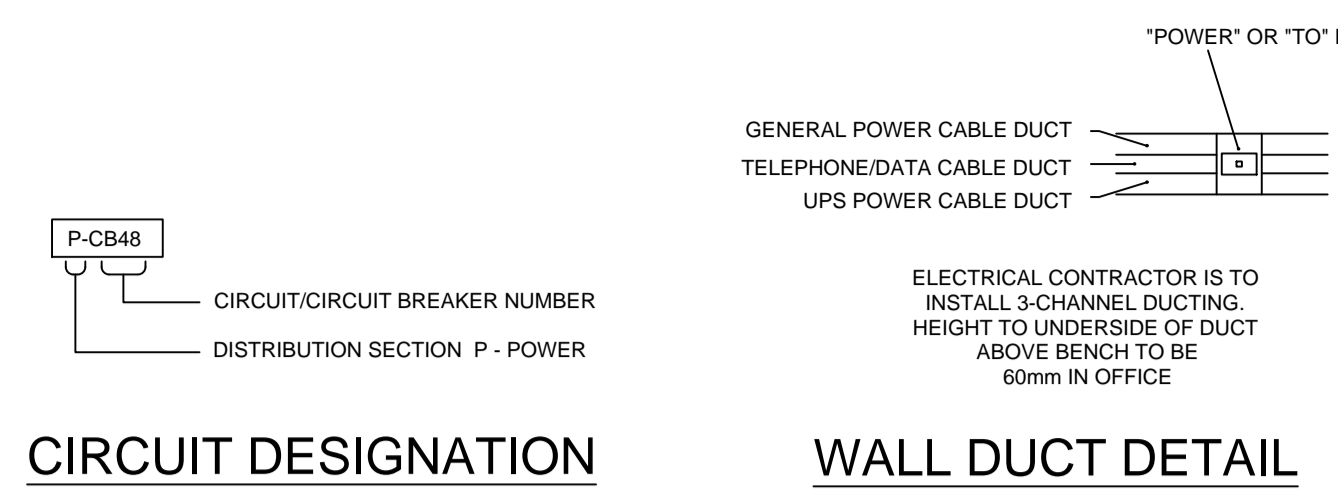 "POWER" OR "TO"
GENERAL POWER CABLE DUCT
TELEPHONE/DATA CABLE DUCT
UPS POWER CABLE DUCT
P-CB48
CIRCUIT/CIRCUIT BREAKER NUMBER
DISTRIBUTION SECTION P - POWER
ELECTRICAL CONTRACTOR IS TO
INSTALL 3-CHANNEL DUCTING.
HEIGHT TO UNDERSIDE OF DUCT
ABOVE BENCH TO BE
60mm IN OFFICE
CIRCUIT DESIGNATION
WALL DUCT DETAIL